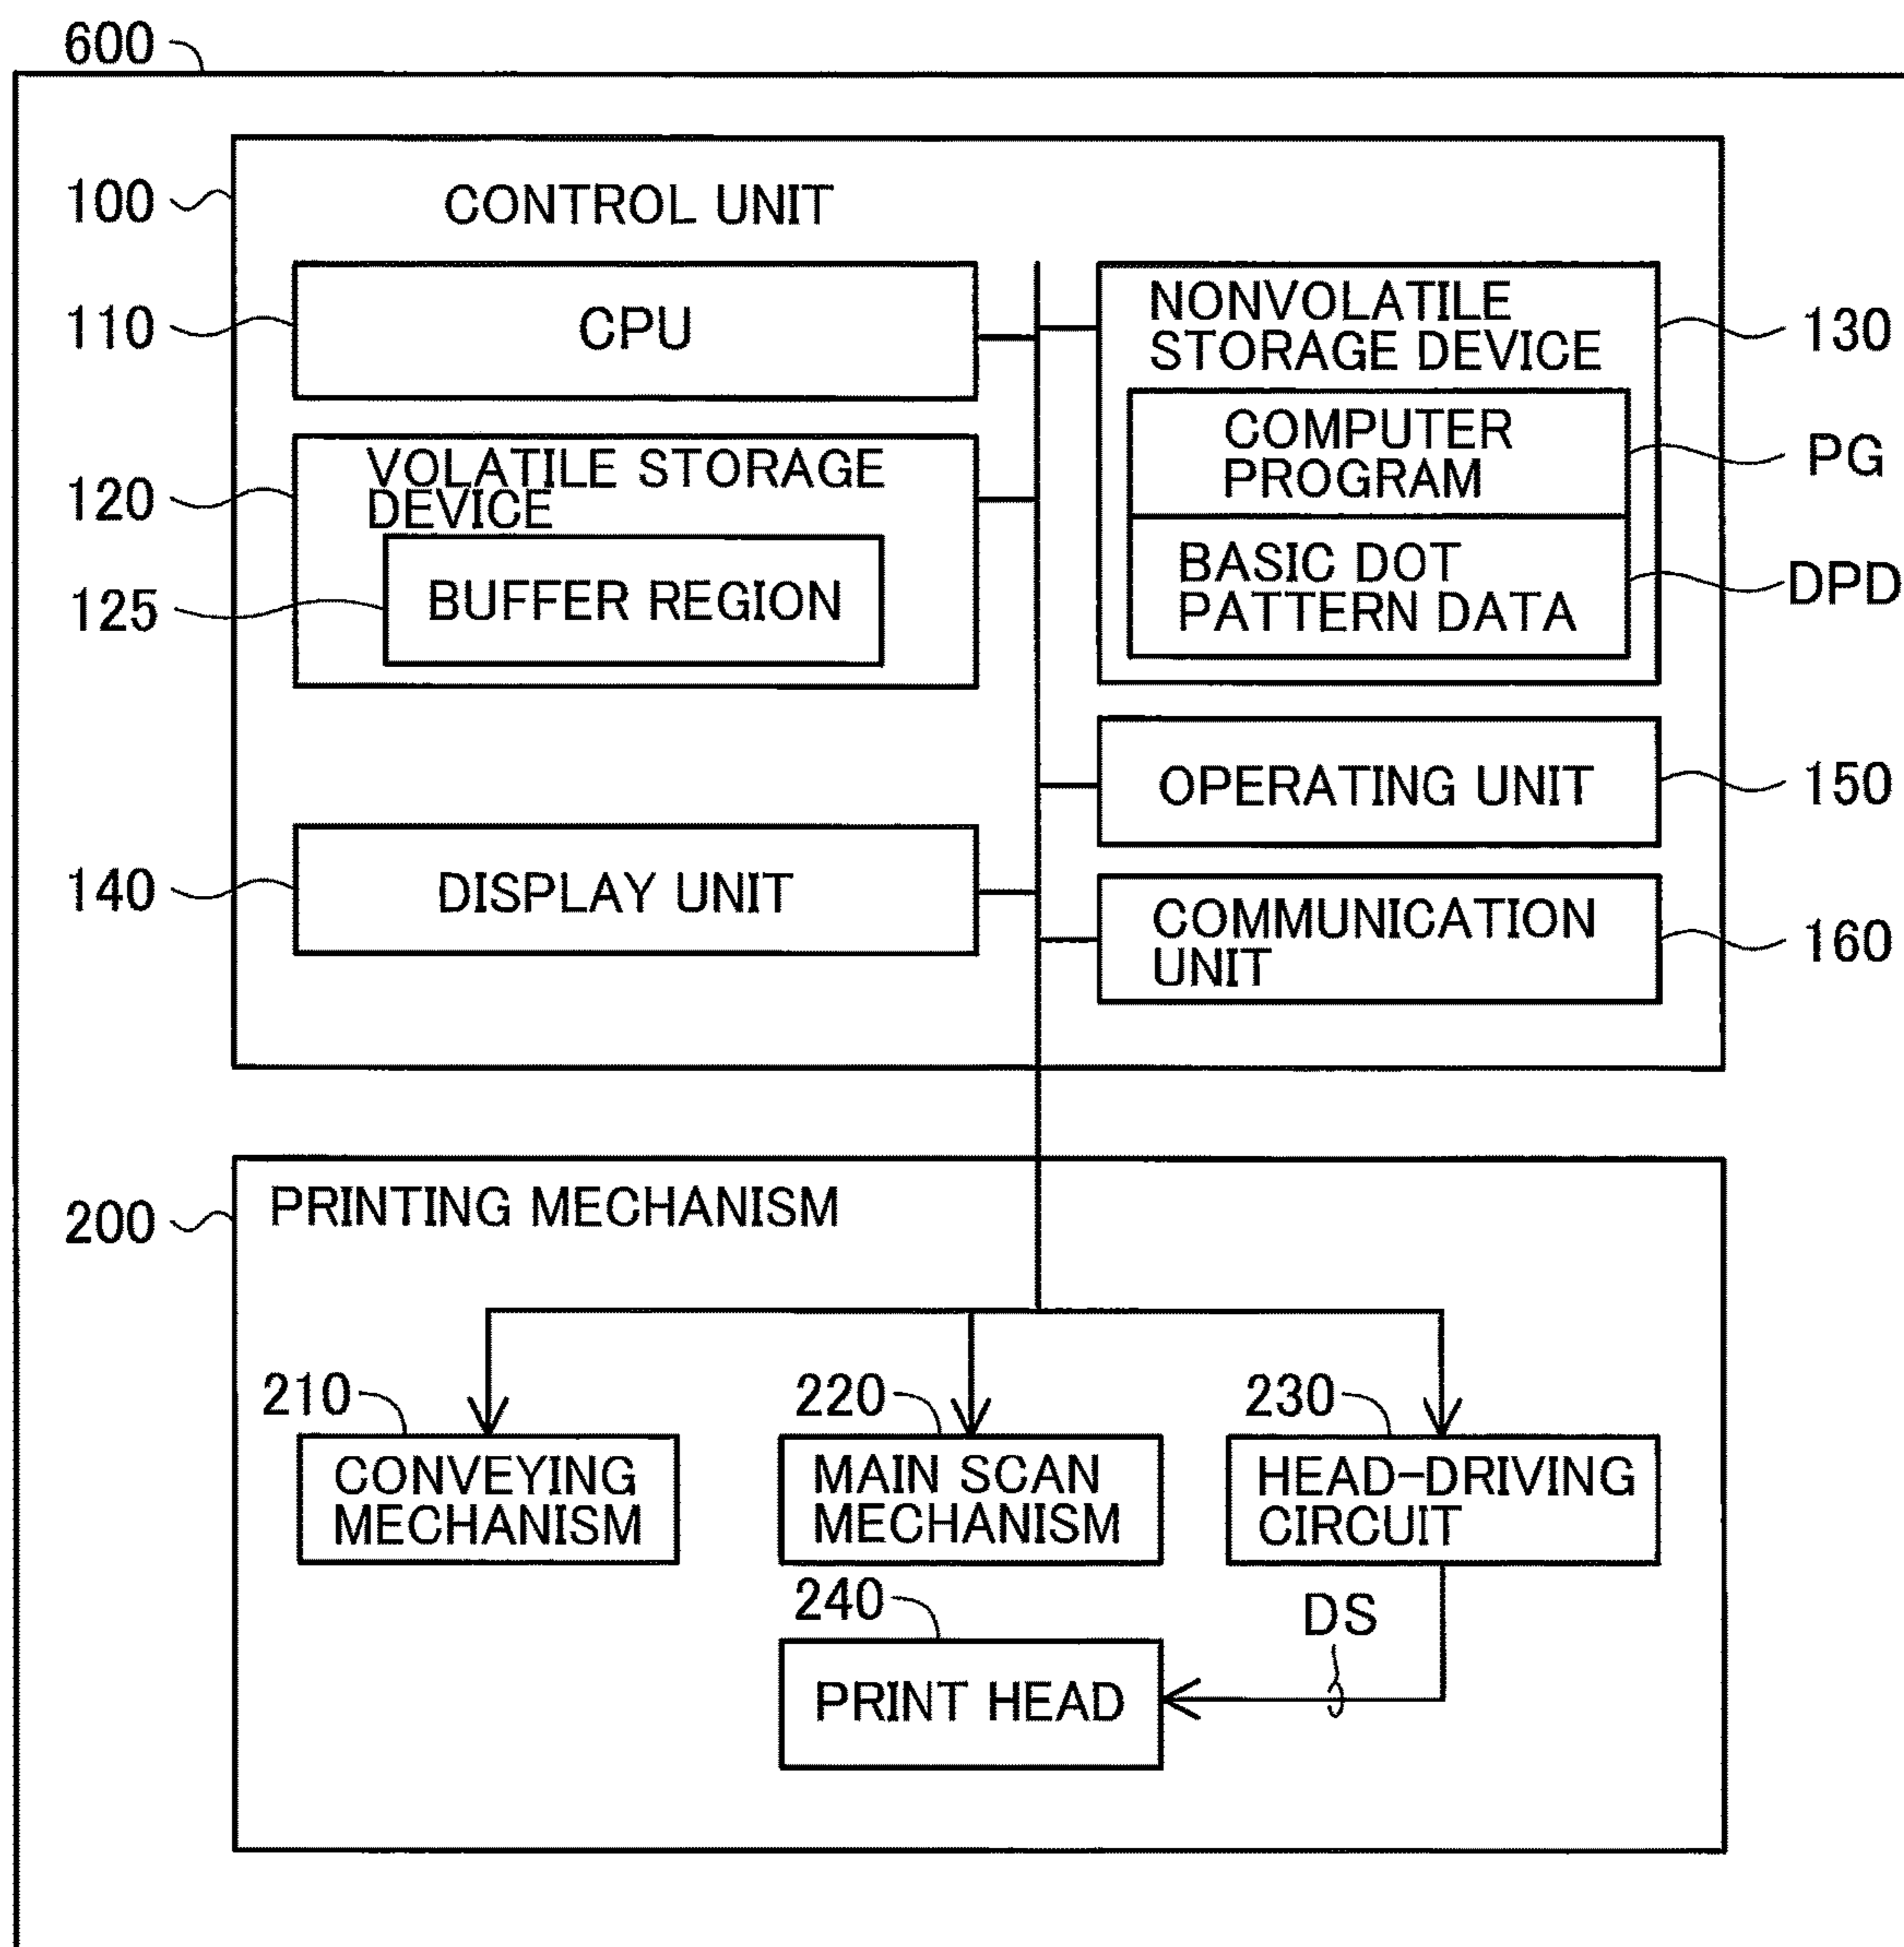 600
100
CONTROL UNIT
110
CPU
NONVOLATILE
STORAGE DEVICE
130
COMPUTER
PROGRAM
PG
120
VOLATILE STORAGE
DEVICE
BASIC DOT
PATTERN DATA
DPD
125
BUFFER REGION
OPERATING UNIT
150
140
DISPLAY UNIT
COMMUNICATION
UNIT
160
200
PRINTING MECHANISM
210
220
230
CONVEYING
MECHANISM
MAIN SCAN
MECHANISM
HEAD-DRIVING
CIRCUIT
240
DS
PRINT HEAD